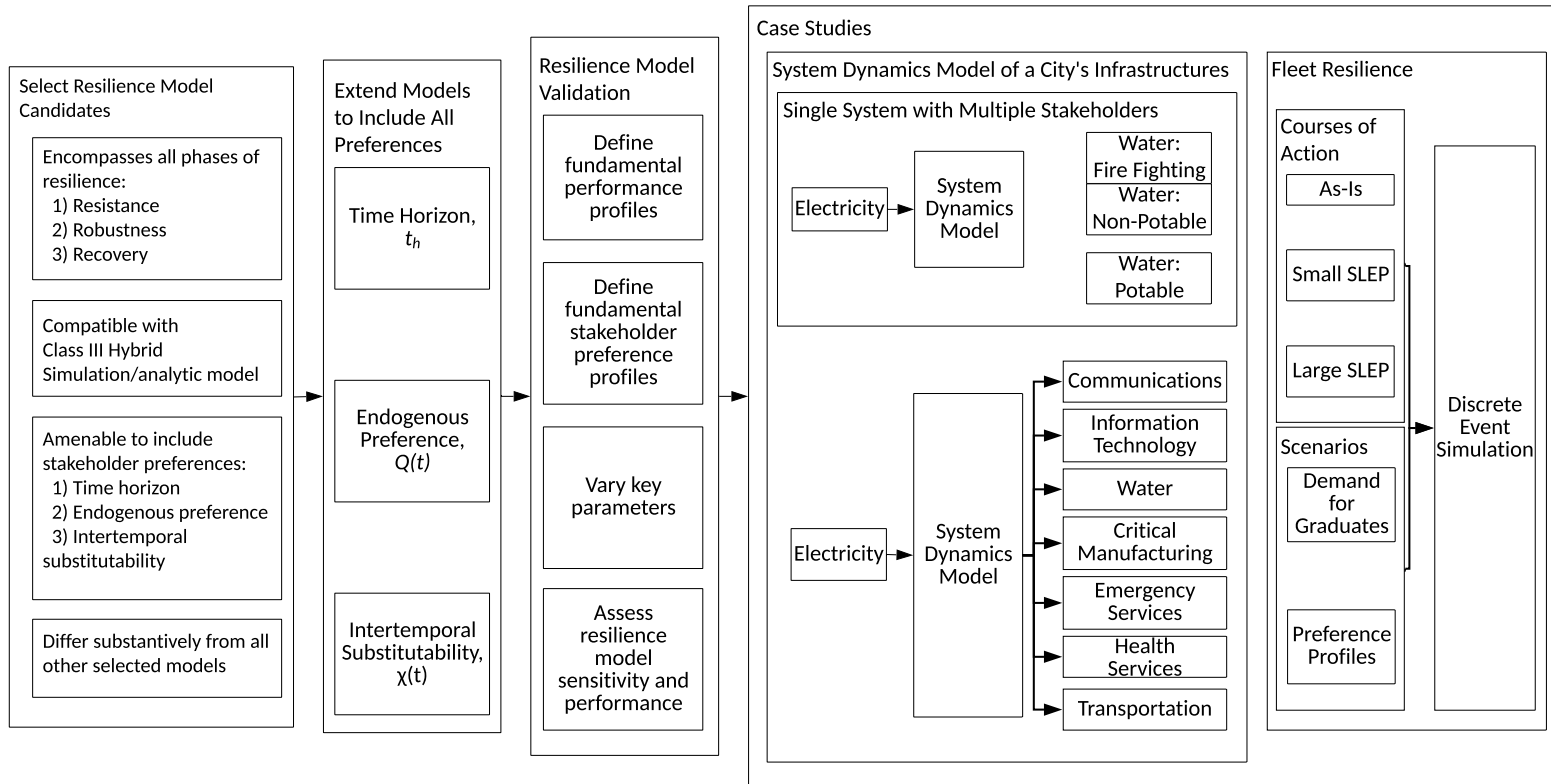 Select Resilience Model
Candidates
Encompasses all phases of
resilience:
1) Resistance
2) Robustness
3) Recovery
Compatible with
Class III Hybrid
Simulation/analytic model
Amenable to include
stakeholder preferences:
1) Time horizon
2) Endogenous preference
3) Intertemporal
substitutability
Differ substantively from all
other selected models
Extend Models
to Include All
Preferences
Time Horizon,
tₕ
Endogenous
Preference,
Q(t)
Intertemporal
Substitutability,
χ(t)
Resilience Model
Validation
Define
fundamental
performance
profiles
Define
fundamental
stakeholder
preference
profiles
Vary key
parameters
Assess
resilience
model
sensitivity and
performance
Case Studies
System Dynamics Model of a City's Infrastructures
Single System with Multiple Stakeholders
Electricity
System
Dynamics
Model
Water:
Fire Fighting
Water:
Non-Potable
Water:
Potable
Electricity
System
Dynamics
Model
Communications
Information
Technology
Water
Critical
Manufacturing
Emergency
Services
Health
Services
Transportation
Fleet Resilience
Courses of
Action
As-Is
Small SLEP
Large SLEP
Scenarios
Demand
for
Graduates
Preference
Profiles
Discrete
Event
Simulation